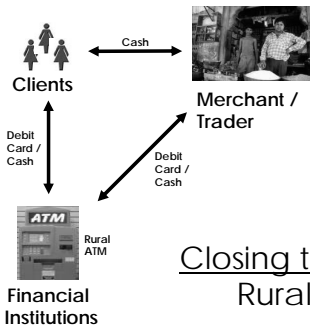 Cash
Clients
Merchant /
Trader
Debit
Card /
Cash
Debit
Card /
Cash
ATM
Rural
ATM
Closing t
Rural
Financial
Institutions